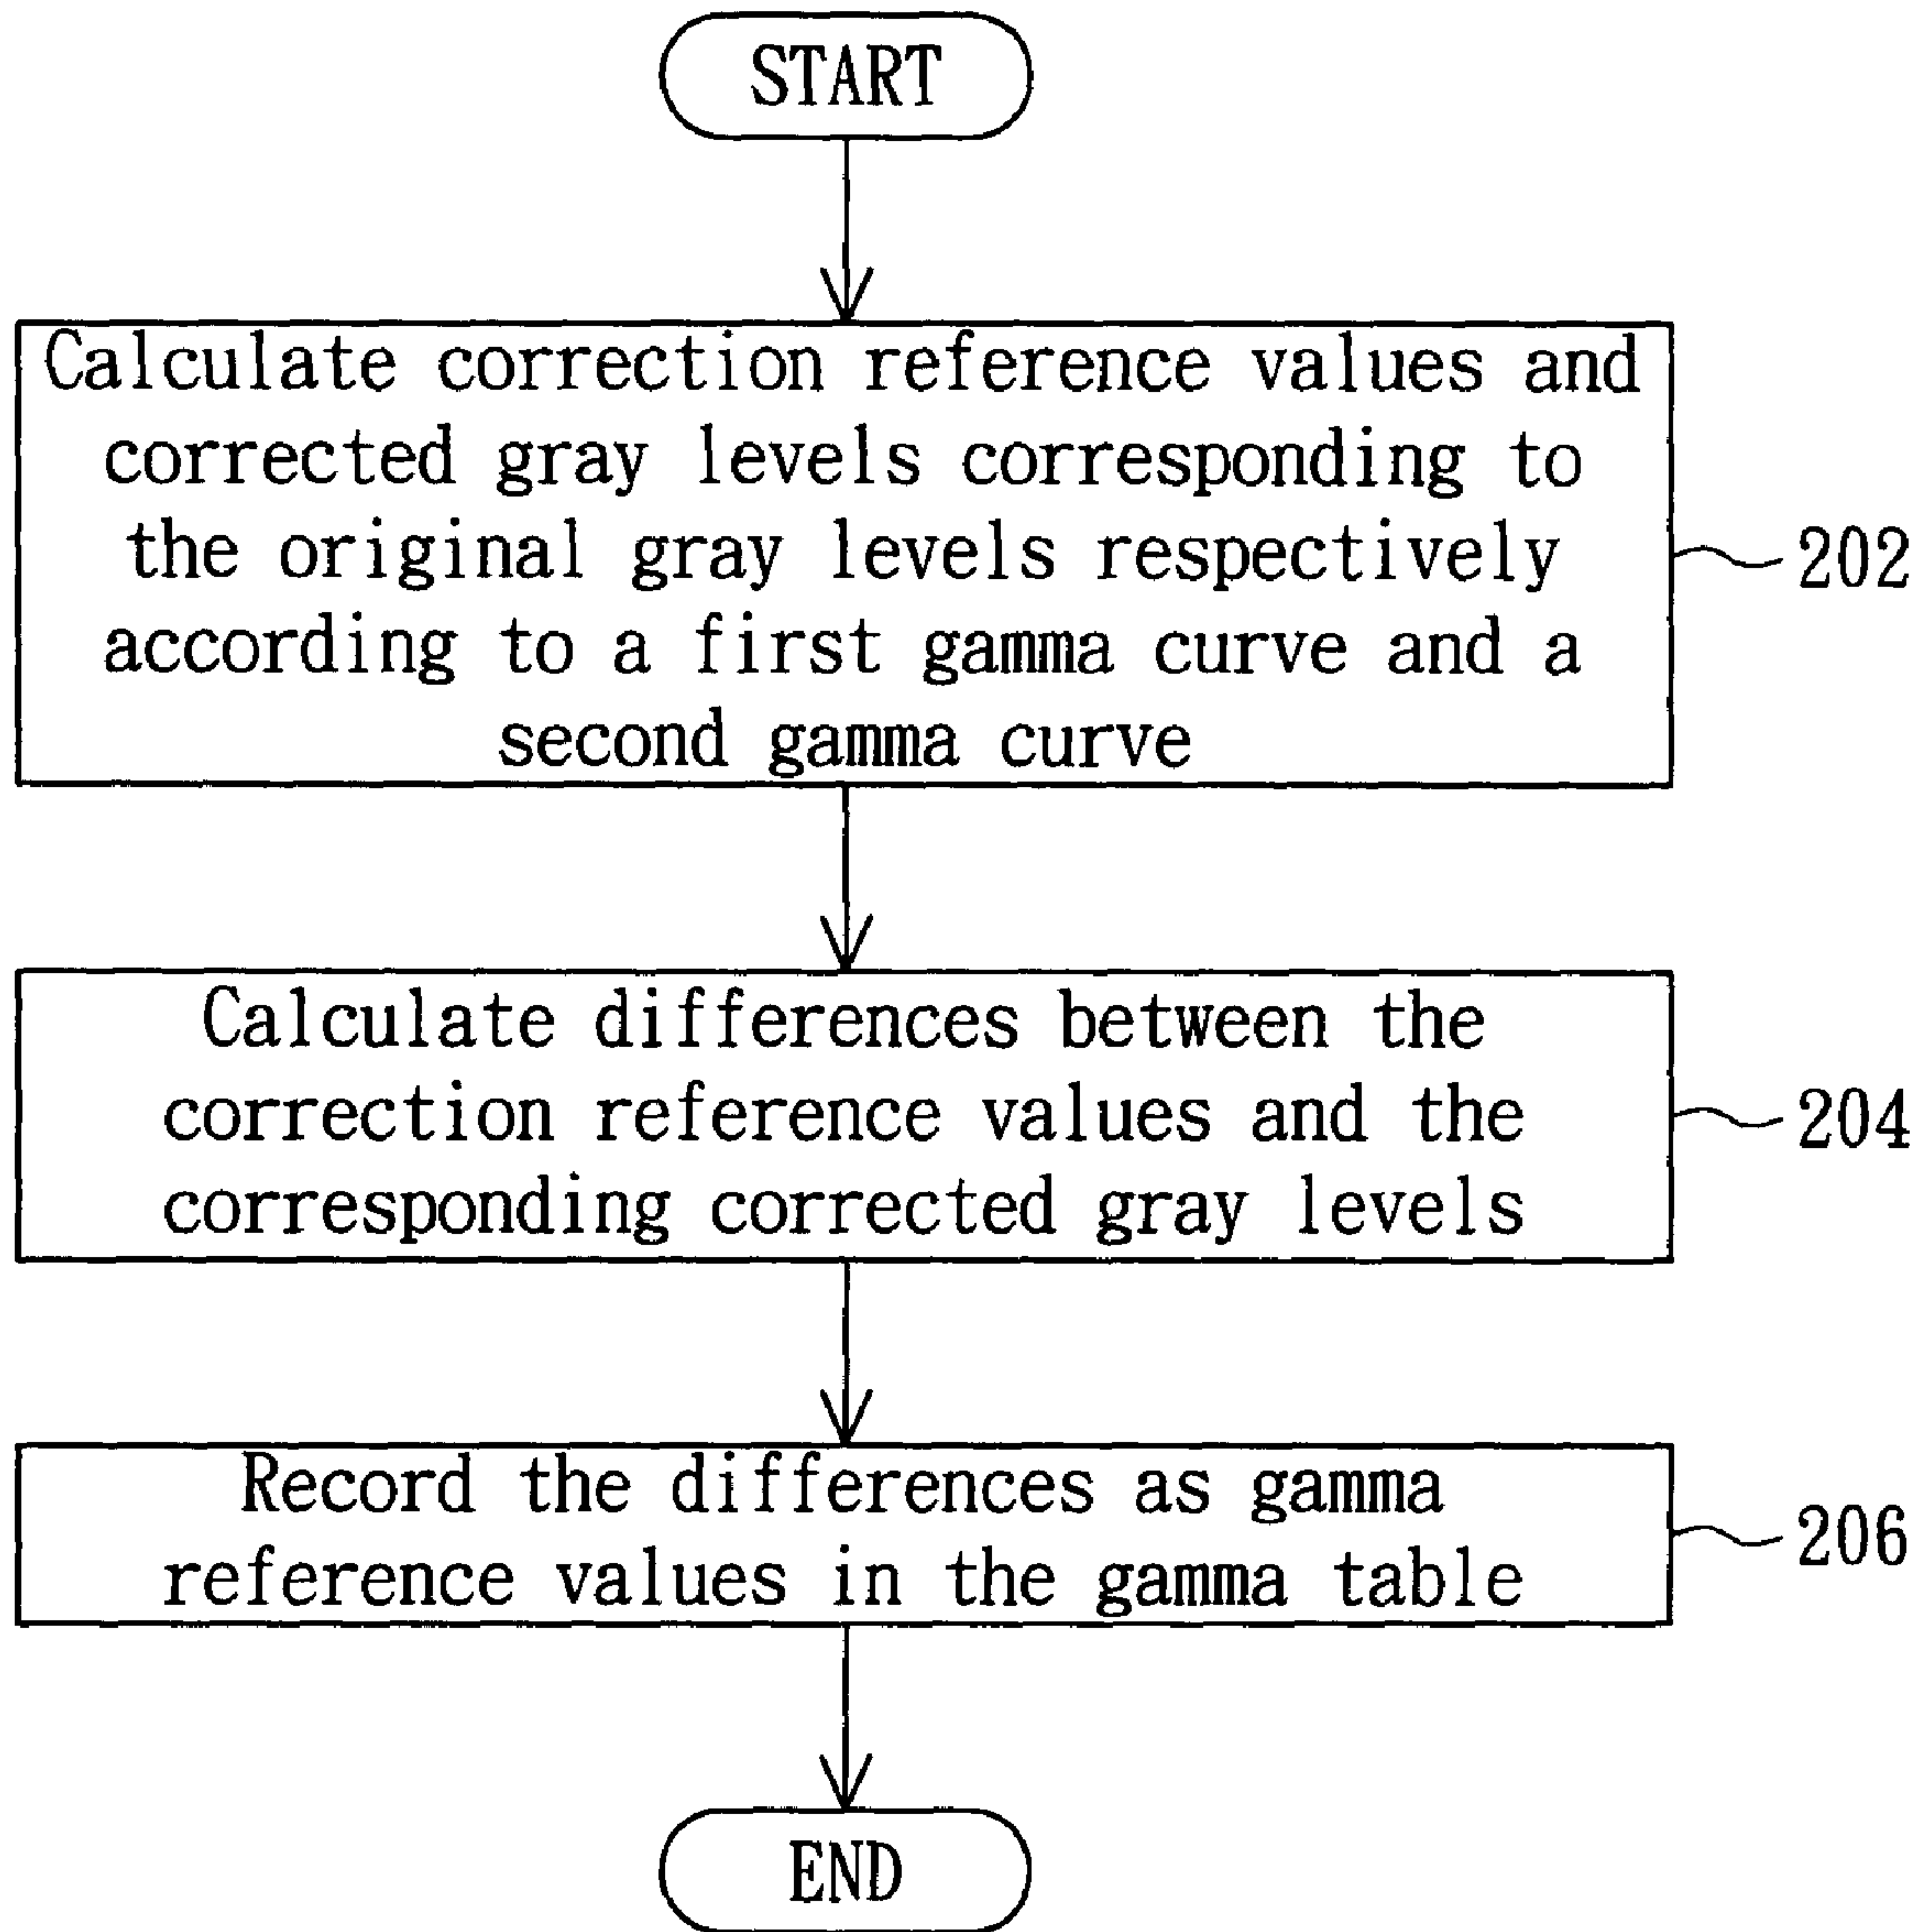 START
Calculate correction reference values and
corrected gray levels corresponding to
the original gray levels respectively
according to a first gamma curve and a
second gamma curve
202
Calculate differences between the
correction reference values and the
corresponding corrected gray levels
204
Record the differences as gamma
reference values in the gamma table
206
END